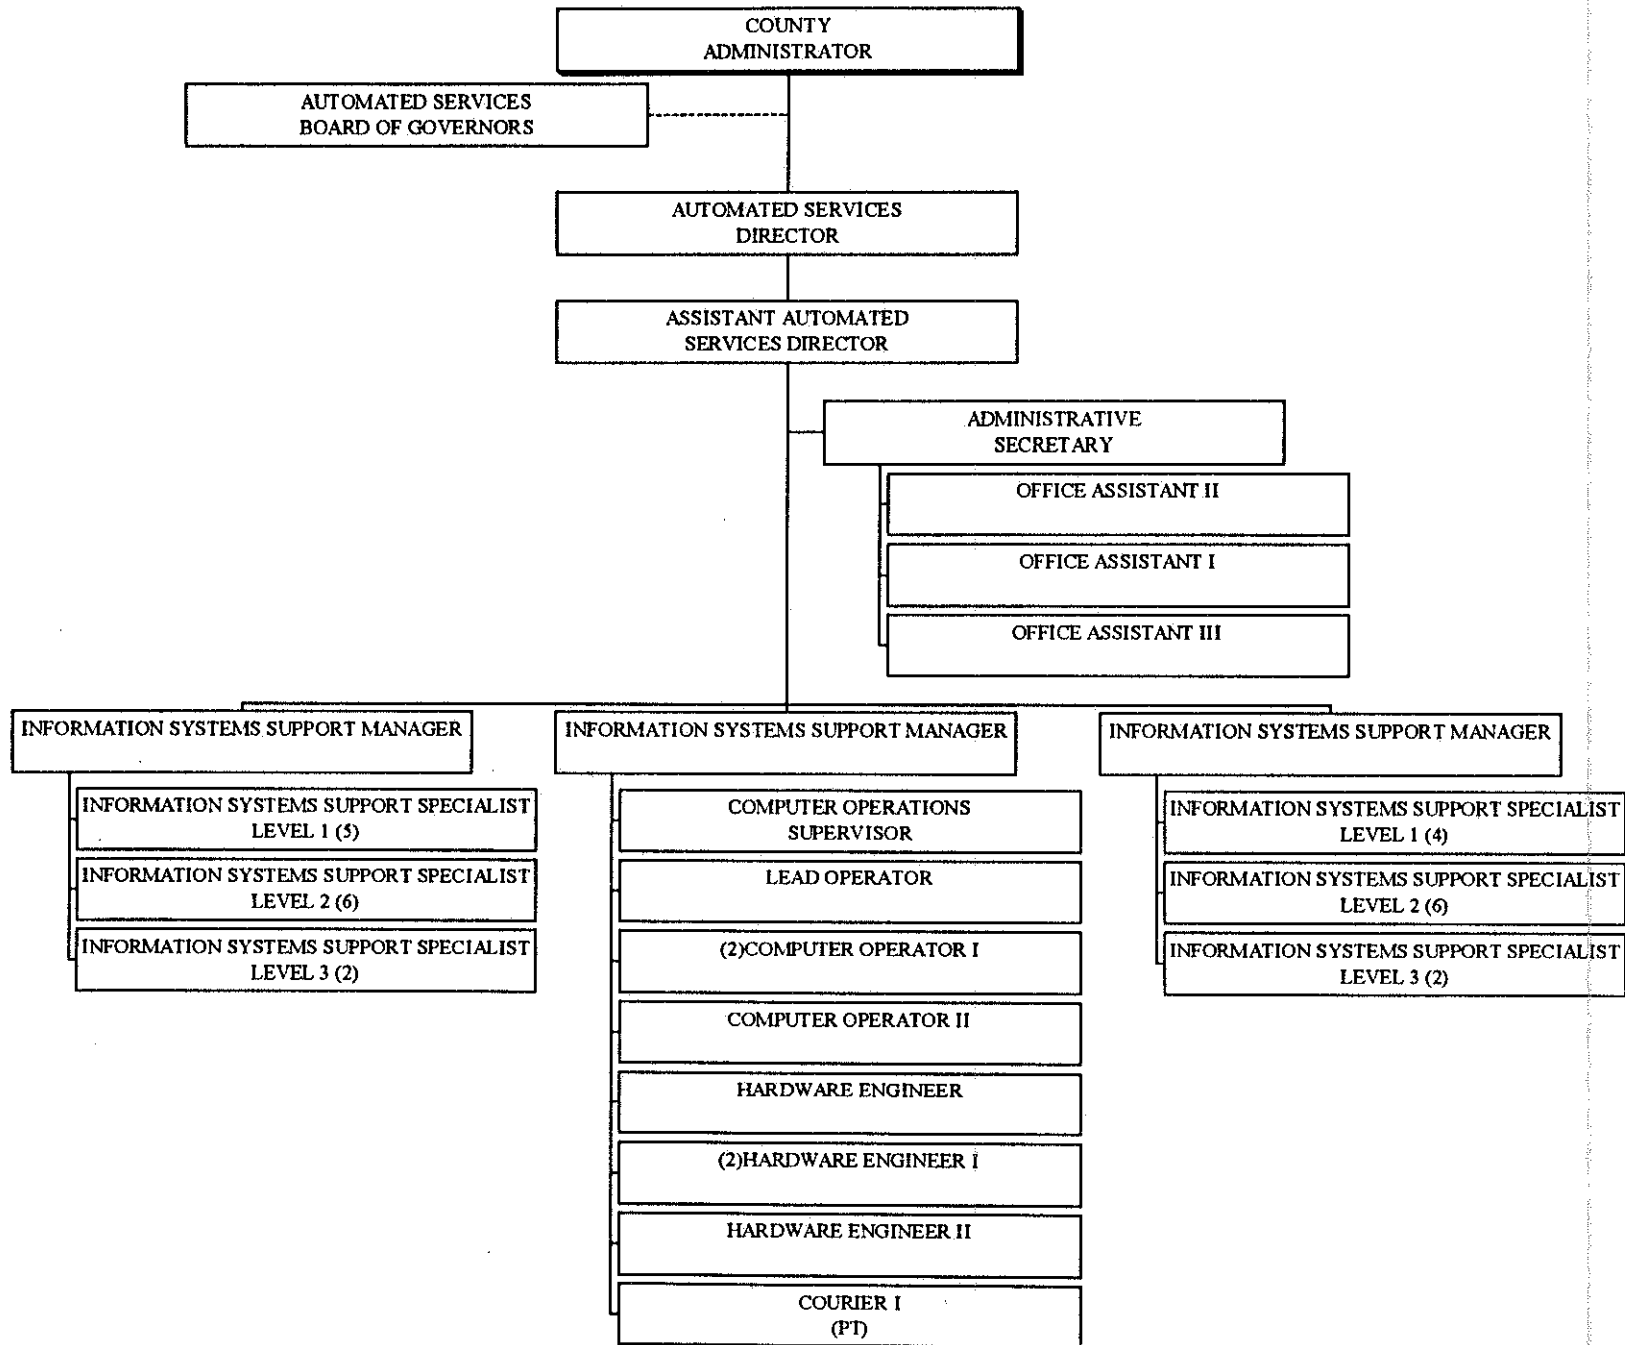 COUNTY
ADMINISTRATOR
AUTOMATED SERVICES
BOARD OF GOVERNORS
AUTOMATED SERVICES
DIRECTOR
ASSISTANT AUTOMATED
SERVICES DIRECTOR
ADMINISTRATIVE
SECRETARY
OFFICE ASSISTANT II
OFFICE ASSISTANT I
OFFICE ASSISTANT III
INFORMATION SYSTEMS SUPPORT MANAGER
INFORMATION SYSTEMS SUPPORT SPECIALIST
LEVEL 1 (5)
INFORMATION SYSTEMS SUPPORT SPECIALIST
LEVEL 2 (6)
INFORMATION SYSTEMS SUPPORT SPECIALIST
LEVEL 3 (2)
INFORMATION SYSTEMS SUPPORT MANAGER
COMPUTER OPERATIONS
SUPERVISOR
LEAD OPERATOR
(2)COMPUTER OPERATOR I
COMPUTER OPERATOR II
HARDWARE ENGINEER
(2)HARDWARE ENGINEER I
HARDWARE ENGINEER II
COURIER I
(PT)
INFORMATION SYSTEMS SUPPORT MANAGER
INFORMATION SYSTEMS SUPPORT SPECIALIST
LEVEL 1 (4)
INFORMATION SYSTEMS SUPPORT SPECIALIST
LEVEL 2 (6)
INFORMATION SYSTEMS SUPPORT SPECIALIST
LEVEL 3 (2)